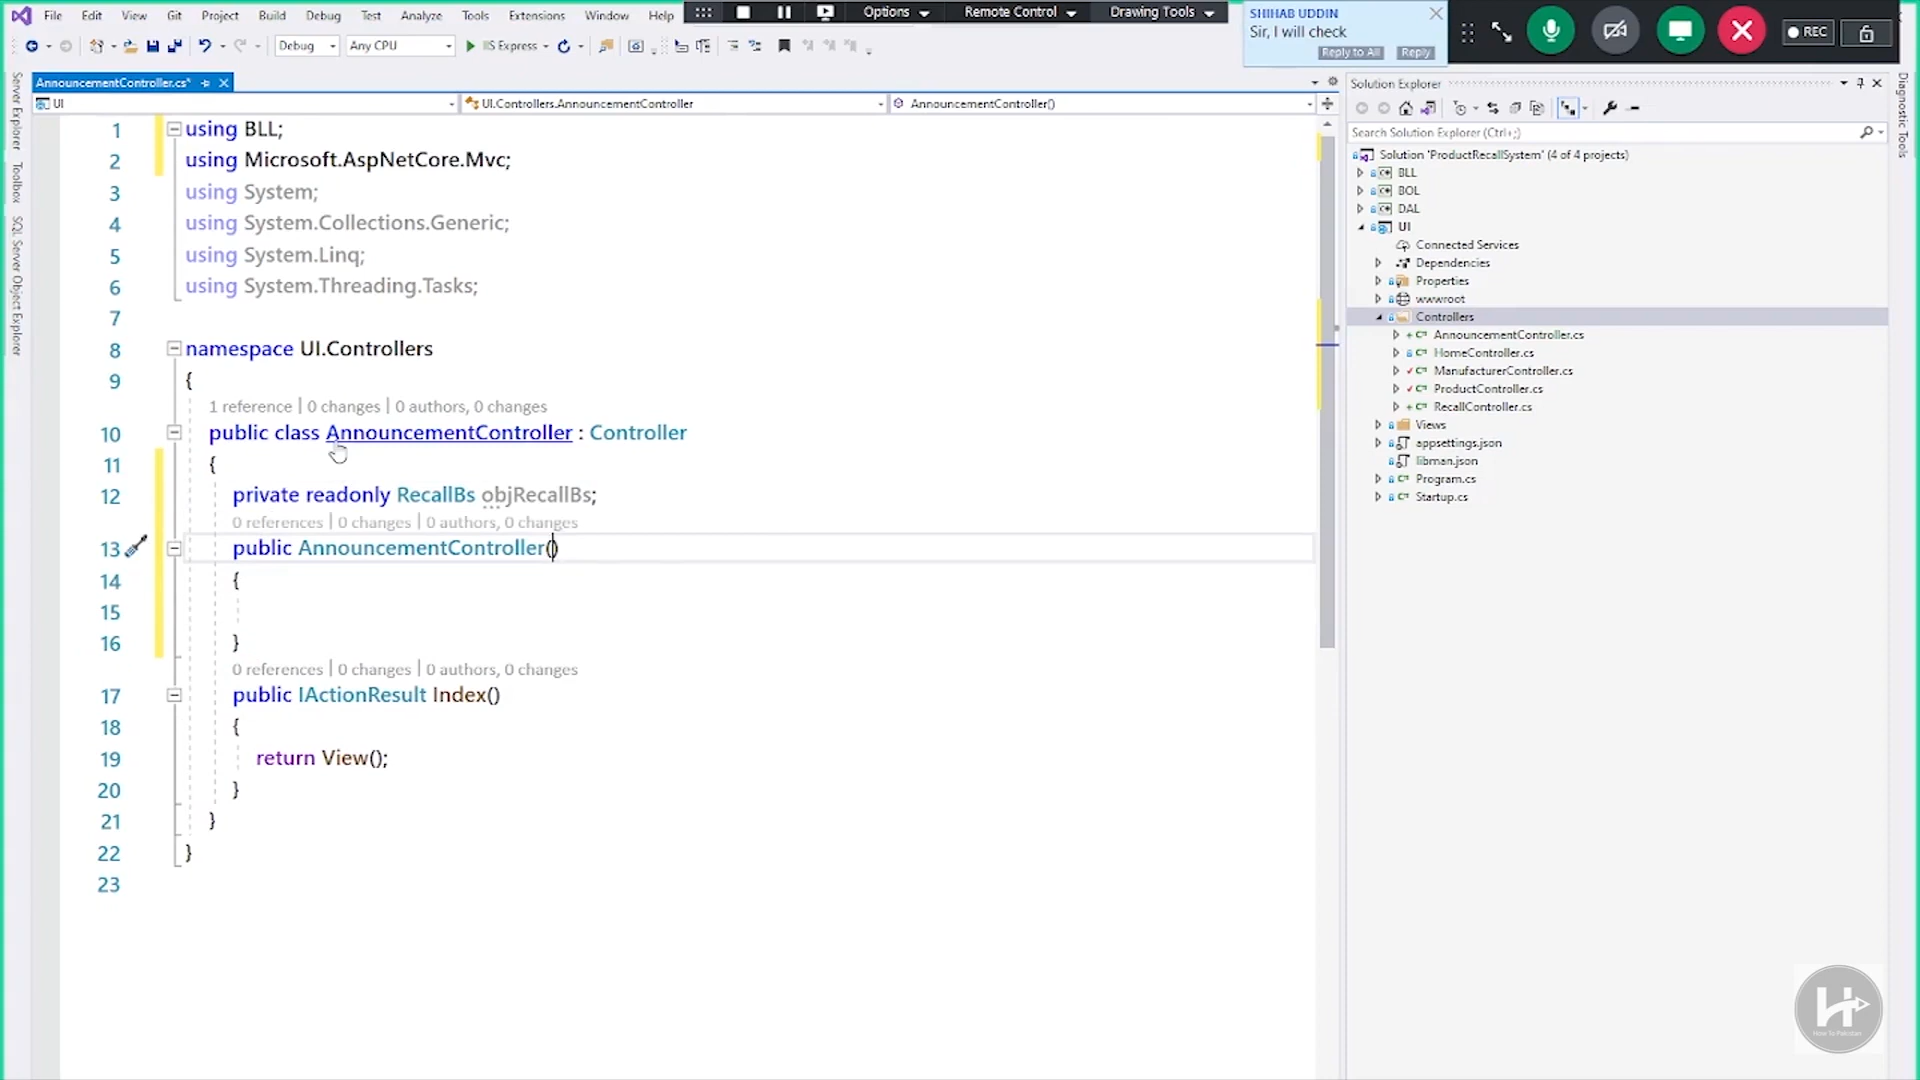 File Edit View Git Project Build Debug Test Analyze Tools Extensions Window Help
Options Remote Control Drawing Tools
SHIHAB UDDIN
Sir, I will check
Reply to All Reply
REC
Debug Any CPU IIS Express
AnnouncementController.cs*
UI UI.Controllers.AnnouncementController AnnouncementController()
Server Explorer
Toolbox
SQL Server Object Explorer
1 using BLL;
2 using Microsoft.AspNetCore.Mvc;
3 using System;
4 using System.Collections.Generic;
5 using System.Linq;
6 using System.Threading.Tasks;
7
8 namespace UI.Controllers
9 {
1 reference | 0 changes | 0 authors, 0 changes
10 public class AnnouncementController : Controller
11 {
12 private readonly RecallBs objRecallBs;
0 references | 0 changes | 0 authors, 0 changes
13 public AnnouncementController()
14 {
15
16 }
0 references | 0 changes | 0 authors, 0 changes
17 public IActionResult Index()
18 {
19 return View();
20 }
21 }
22 }
23
Solution Explorer
Search Solution Explorer (Ctrl+;)
Solution 'ProductRecallSystem' (4 of 4 projects)
BLL
BOL
DAL
UI
Connected Services
Dependencies
Properties
wwwroot
Controllers
AnnouncementController.cs
HomeController.cs
ManufacturerController.cs
ProductController.cs
RecallController.cs
Views
appsettings.json
libman.json
Program.cs
Startup.cs
Diagnostic Tools
How To Pakistan